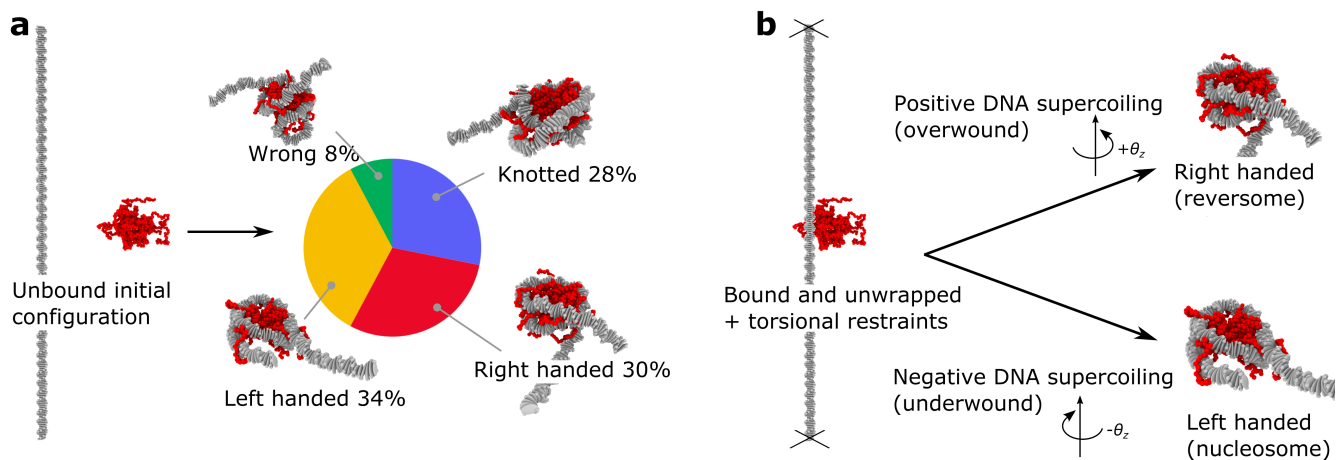 a
Wrong 8%
Knotted 28%
Unbound initial
configuration
Left handed 34%
Right handed 30%
b
Positive DNA supercoiling
(overwound)
+θz
Right handed
(reversome)
Bound and unwrapped
+ torsional restraints
Negative DNA supercoiling
(underwound)
-θz
Left handed
(nucleosome)